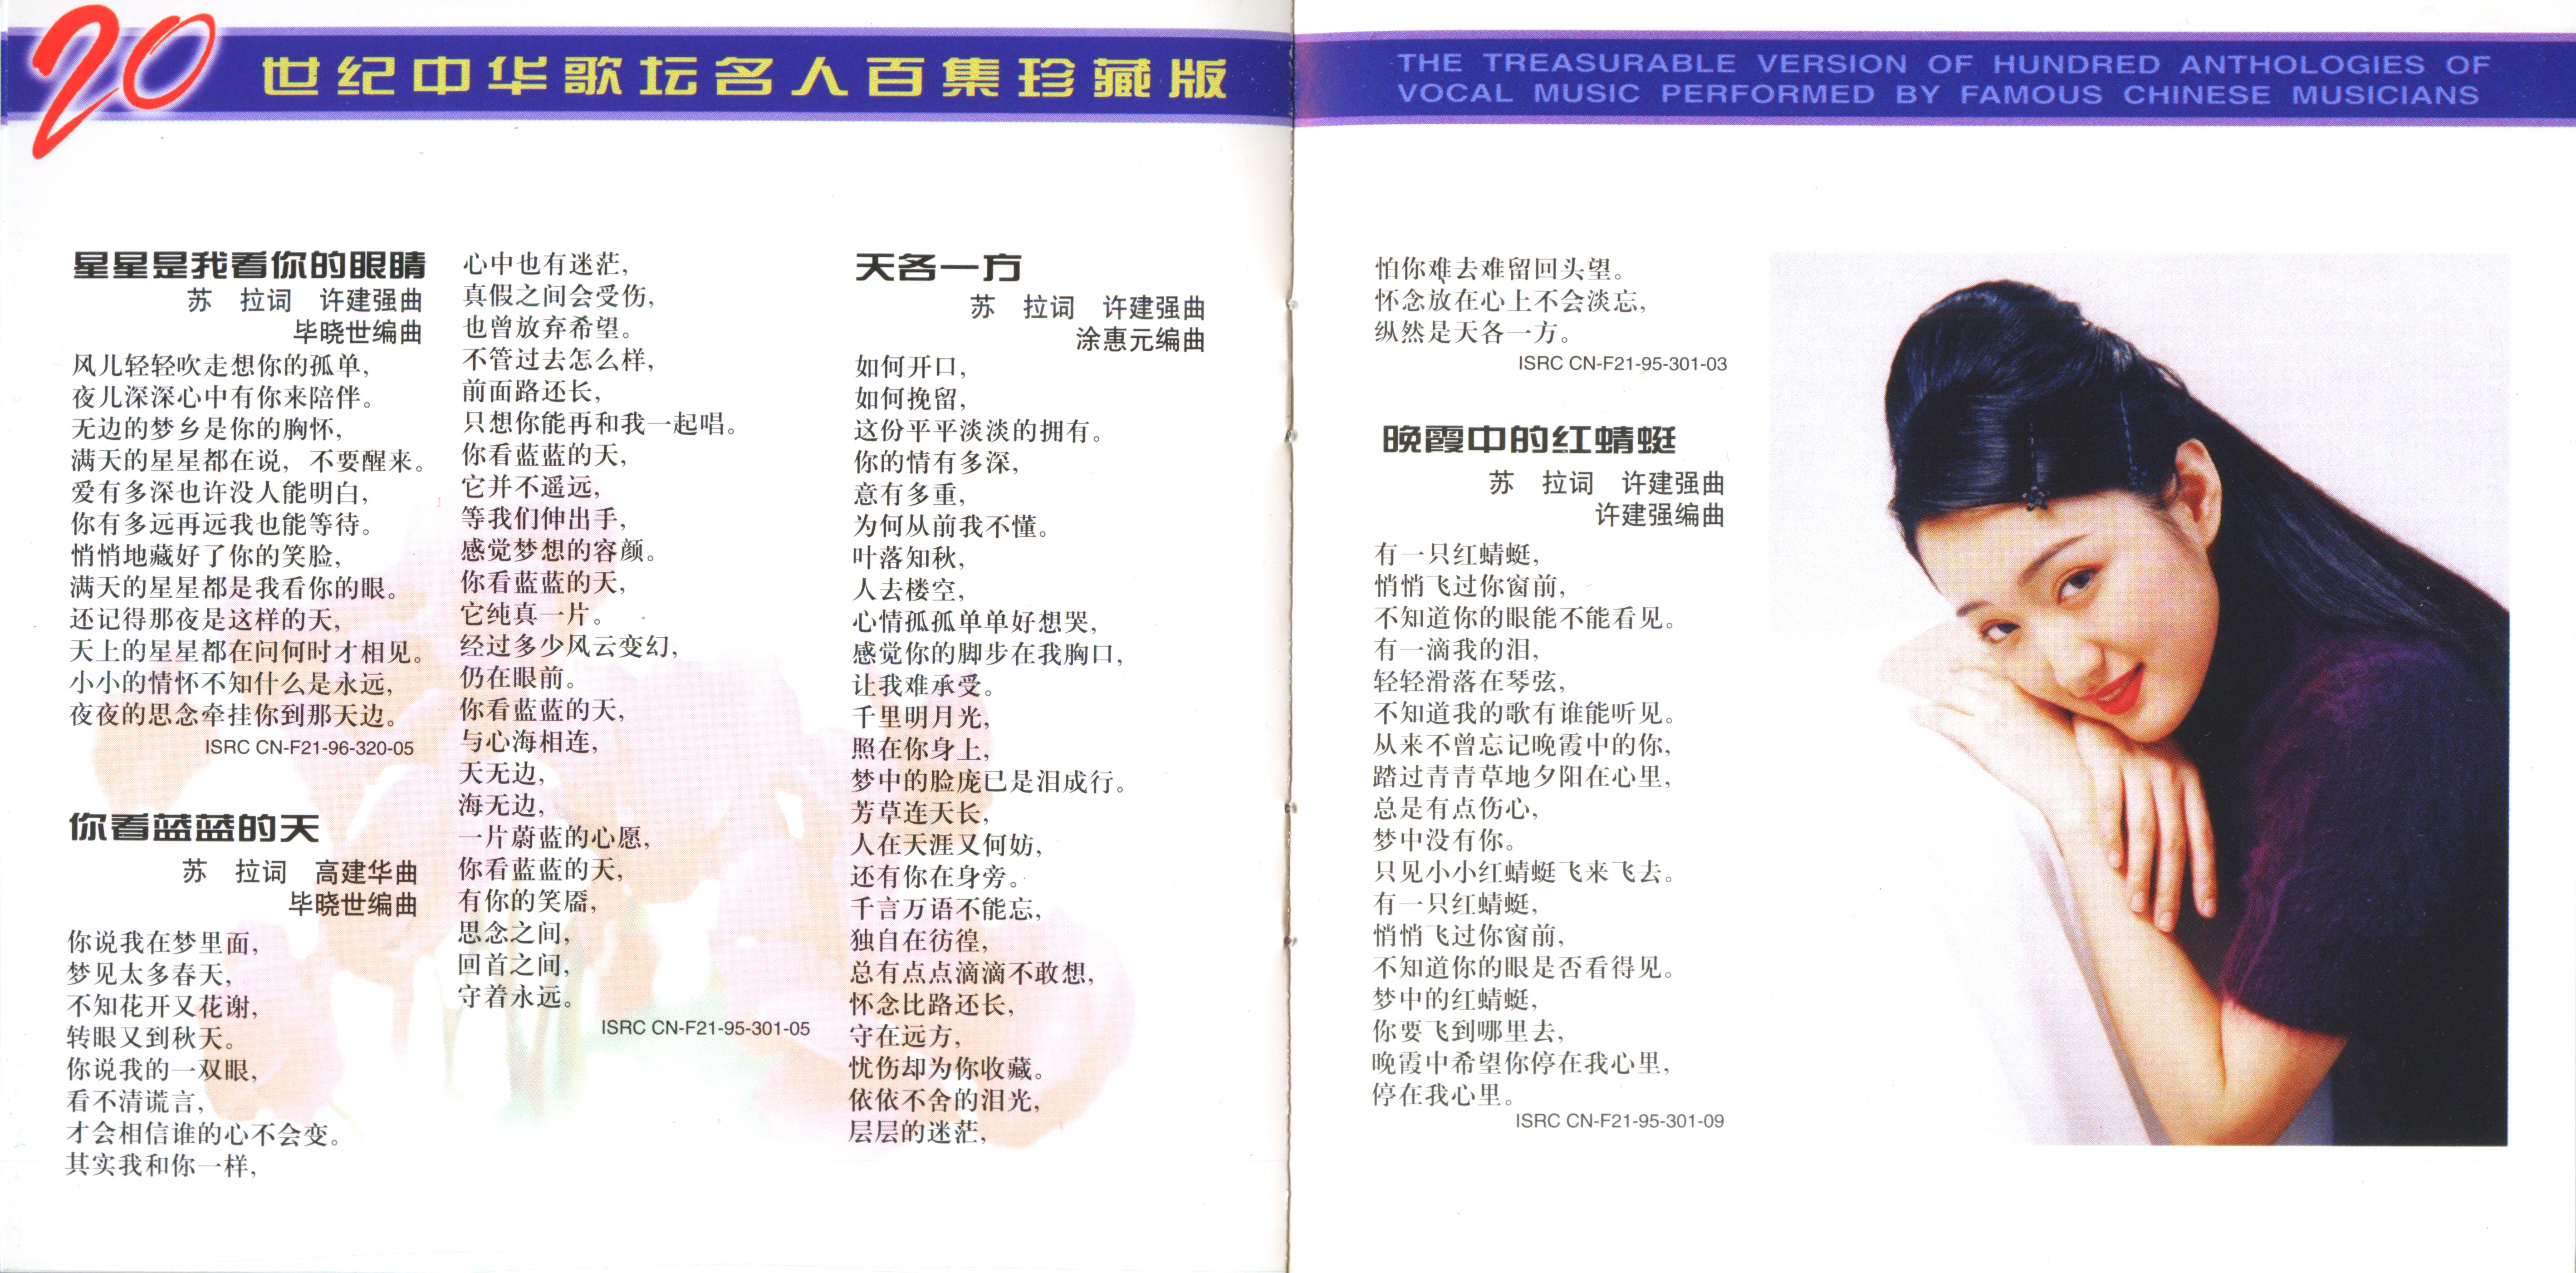 20世纪中华歌坛名人百集珍藏版
THE TREASURABLE VERSION OF HUNDRED ANTHOLOGIES OF
VOCAL MUSIC PERFORMED BY FAMOUS CHINESE MUSICIANS
星星是我看你的眼睛
苏　拉词　许建强曲
毕晓世编曲
风儿轻轻吹走想你的孤单,
夜儿深深心中有你来陪伴。
无边的梦乡是你的胸怀,
满天的星星都在说, 不要醒来。
爱有多深也许没人能明白,
你有多远再远我也能等待。
悄悄地藏好了你的笑脸,
满天的星星都是我看你的眼。
还记得那夜是这样的天,
天上的星星都在问何时才相见。
小小的情怀不知什么是永远,
夜夜的思念牵挂你到那天边。
ISRC CN-F21-96-320-05
你看蓝蓝的天
苏　拉词　高建华曲
毕晓世编曲
你说我在梦里面,
梦见太多春天,
不知花开又花谢,
转眼又到秋天。
你说我的一双眼,
看不清谎言,
才会相信谁的心不会变。
其实我和你一样,
心中也有迷茫,
真假之间会受伤,
也曾放弃希望。
不管过去怎么样,
前面路还长,
只想你能再和我一起唱。
你看蓝蓝的天,
它并不遥远,
等我们伸出手,
感觉梦想的容颜。
你看蓝蓝的天,
它纯真一片。
经过多少风云变幻,
仍在眼前。
你看蓝蓝的天,
与心海相连,
天无边,
海无边,
一片蔚蓝的心愿,
你看蓝蓝的天,
有你的笑靥,
思念之间,
回首之间,
守着永远。
ISRC CN-F21-95-301-05
天各一方
苏　拉词　许建强曲
涂惠元编曲
如何开口,
如何挽留,
这份平平淡淡的拥有。
你的情有多深,
意有多重,
为何从前我不懂。
叶落知秋,
人去楼空,
心情孤孤单单好想哭,
感觉你的脚步在我胸口,
让我难承受。
千里明月光,
照在你身上,
梦中的脸庞已是泪成行。
芳草连天长,
人在天涯又何妨,
还有你在身旁。
千言万语不能忘,
独自在彷徨,
总有点点滴滴不敢想,
怀念比路还长,
守在远方,
忧伤却为你收藏。
依依不舍的泪光,
层层的迷茫,
怕你难去难留回头望。
怀念放在心上不会淡忘,
纵然是天各一方。
ISRC CN-F21-95-301-03
晚霞中的红蜻蜓
苏　拉词　许建强曲
许建强编曲
有一只红蜻蜓,
悄悄飞过你窗前,
不知道你的眼能不能看见。
有一滴我的泪,
轻轻滑落在琴弦,
不知道我的歌有谁能听见。
从来不曾忘记晚霞中的你,
踏过青青草地夕阳在心里,
总是有点伤心,
梦中没有你。
只见小小红蜻蜓飞来飞去。
有一只红蜻蜓,
悄悄飞过你窗前,
不知道你的眼是否看得见。
梦中的红蜻蜓,
你要飞到哪里去,
晚霞中希望你停在我心里,
停在我心里。
ISRC CN-F21-95-301-09